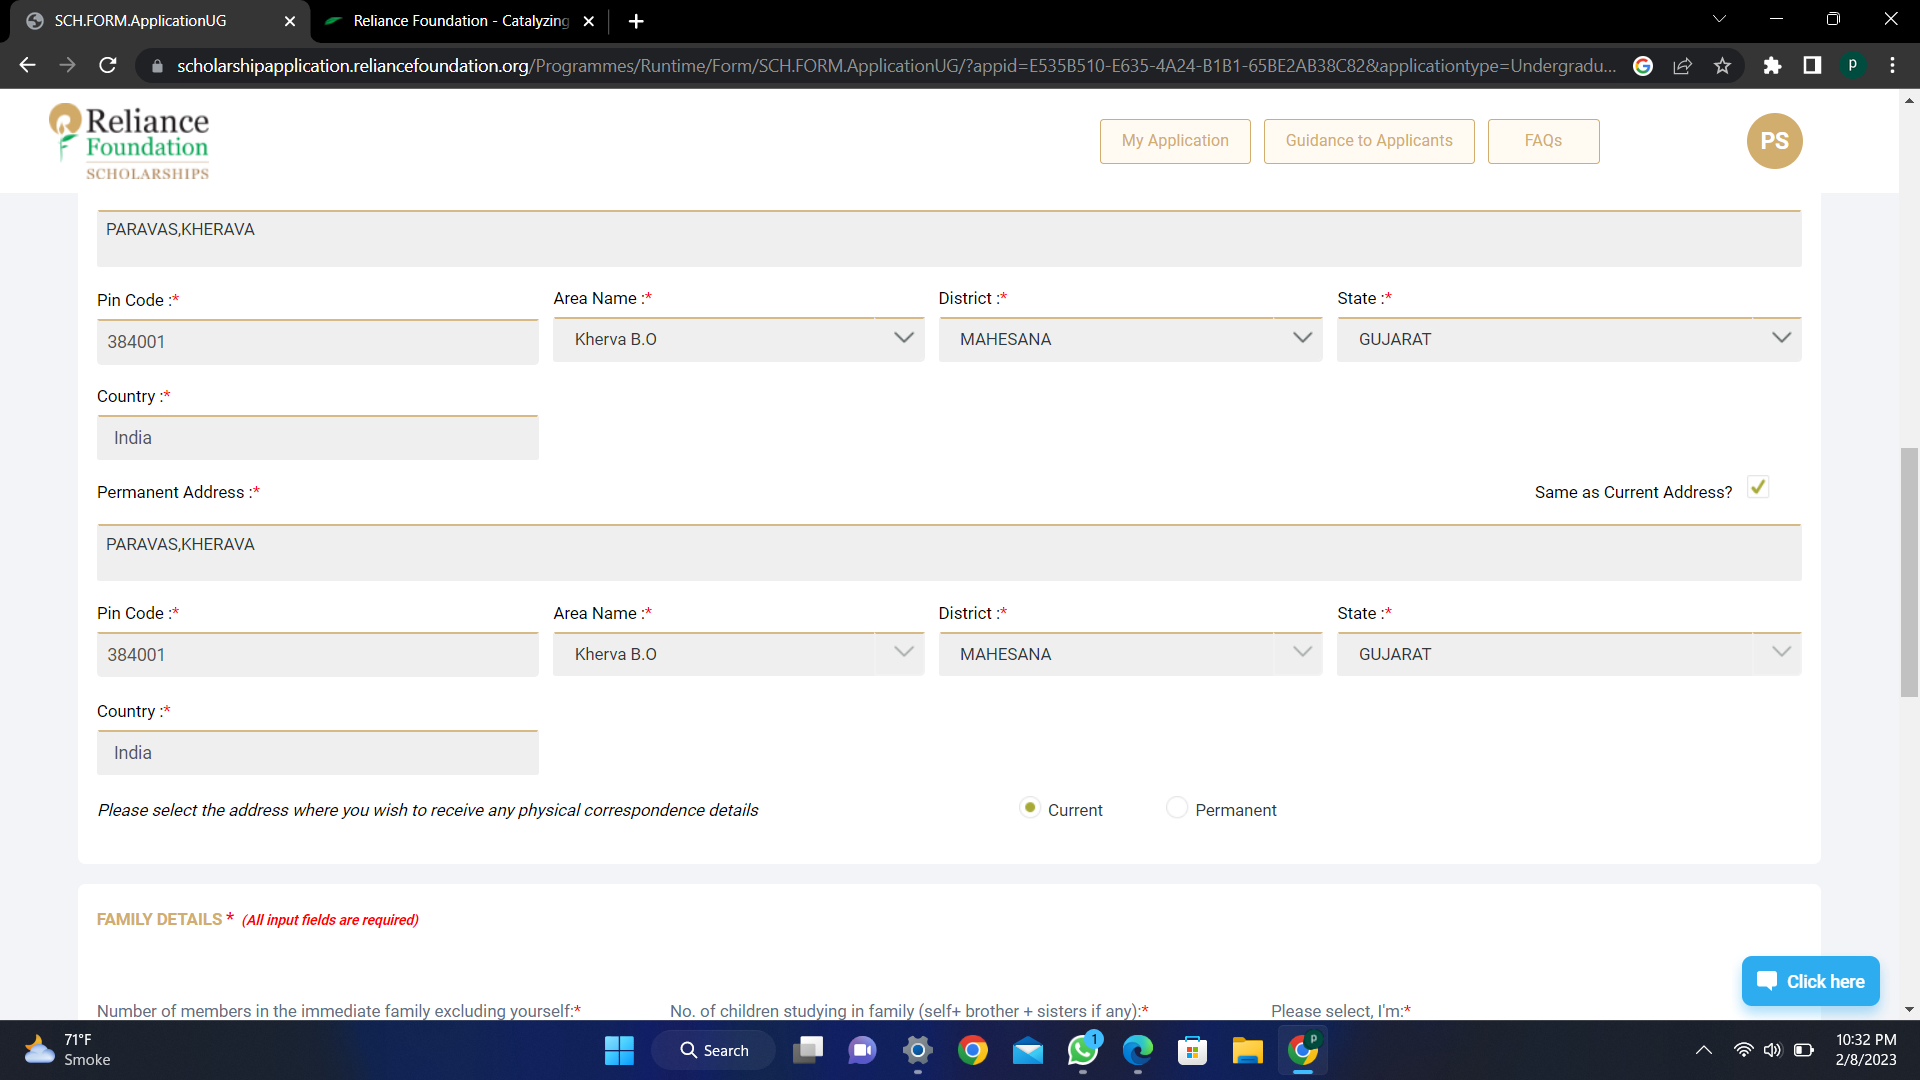 SCH.FORM.ApplicationUG
Reliance Foundation - Catalyzing
scholarshipapplication.reliancefoundation.org/Programmes/Runtime/Form/SCH.FORM.ApplicationUG/?appid=E535B510-E635-4A24-B1B1-65BE2AB38C82&applicationtype=Undergradu...
P
Reliance
Foundation
SCHOLARSHIPS
My Application
Guidance to Applicants
FAQs
PS
PARAVAS,KHERAVA
Pin Code :* Area Name :* District :* State :*
384001 Kherva B.O MAHESANA GUJARAT
Country :*
India
Permanent Address :* Same as Current Address?
PARAVAS,KHERAVA
Pin Code :* Area Name :* District :* State :*
384001 Kherva B.O MAHESANA GUJARAT
Country :*
India
Please select the address where you wish to receive any physical correspondence details Current Permanent
FAMILY DETAILS * (All input fields are required)
Click here
Number of members in the immediate family excluding yourself:* No. of children studying in family (self+ brother + sisters if any):* Please select, I'm:*
71°F
Smoke
Search
1
P
10:32 PM
2/8/2023